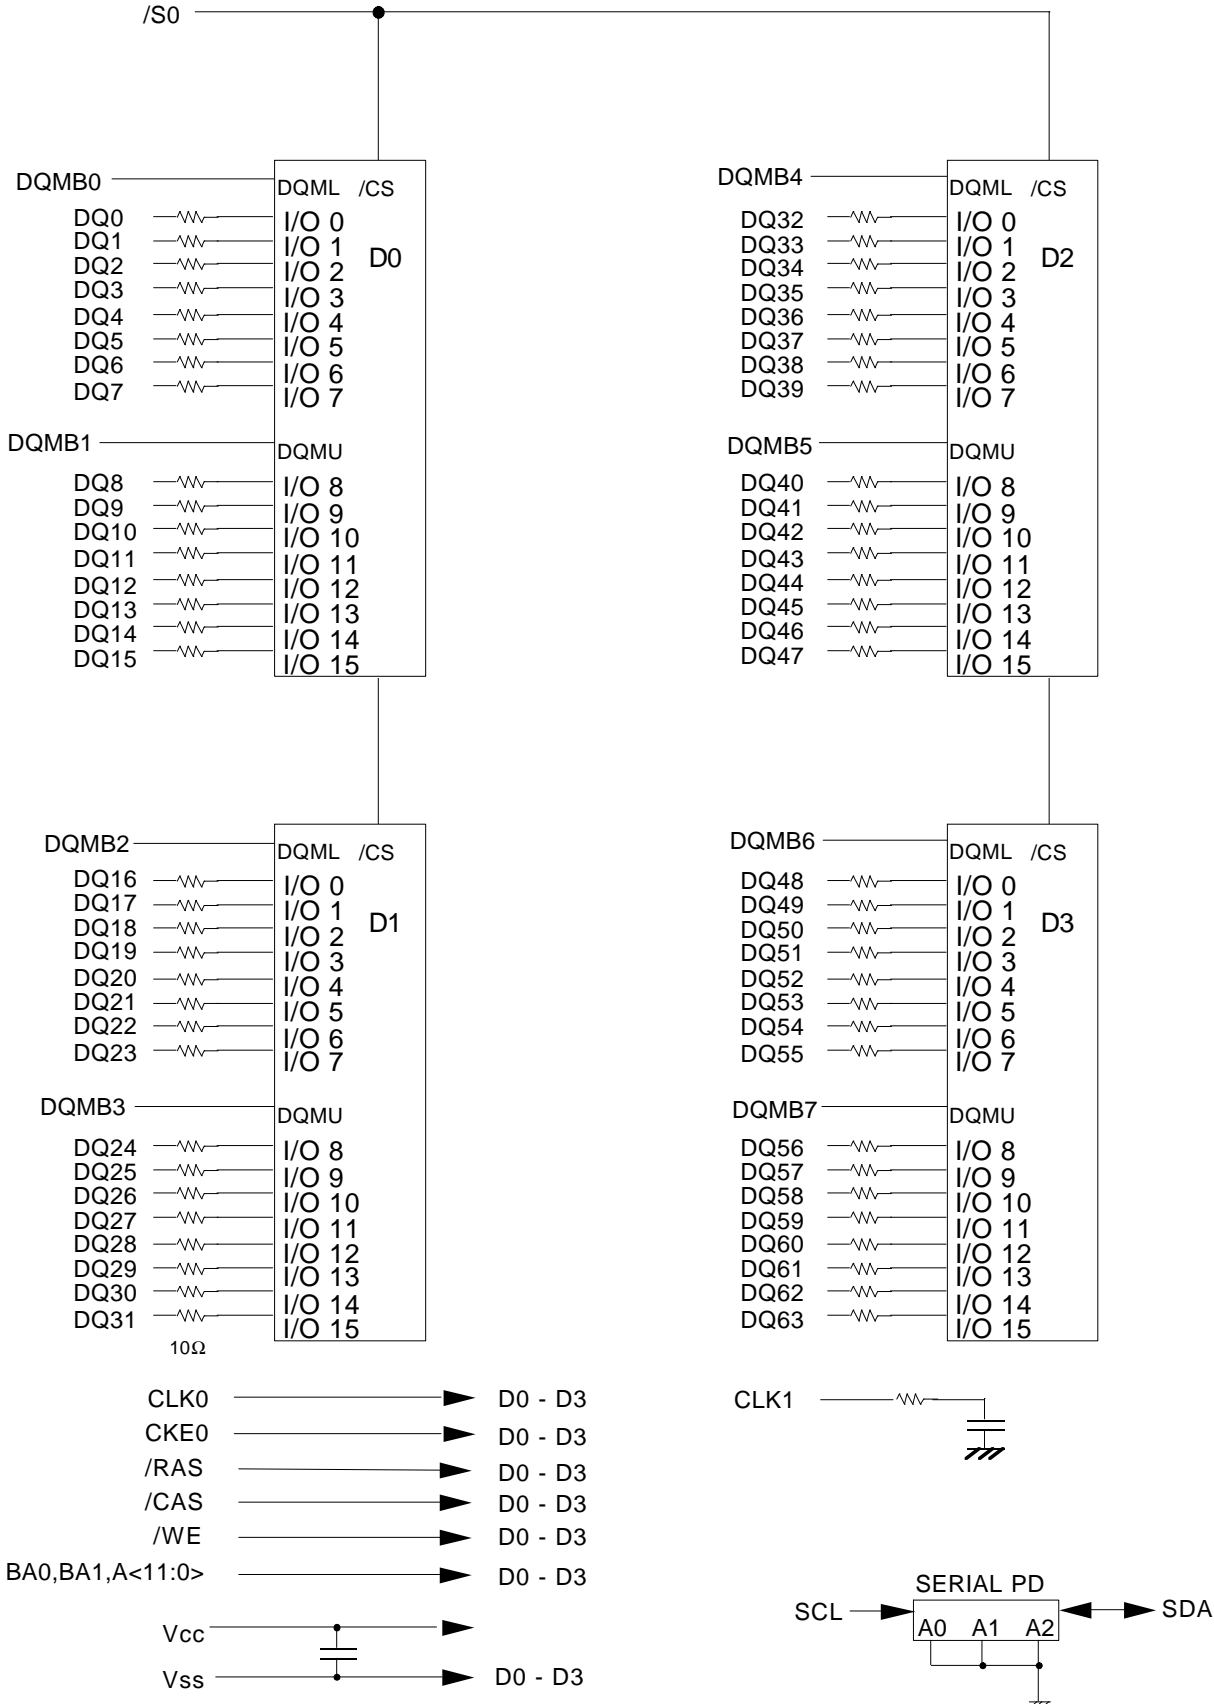 /S0
DQMB0
DQML /CS
DQ0 I/O 0
DQ1 I/O 1
D0
DQ2 I/O 2
DQ3 I/O 3
DQ4 I/O 4
DQ5 I/O 5
DQ6 I/O 6
DQ7 I/O 7
DQMB1
DQMU
DQ8 I/O 8
DQ9 I/O 9
DQ10 I/O 10
DQ11 I/O 11
DQ12 I/O 12
DQ13 I/O 13
DQ14 I/O 14
DQ15 I/O 15
DQMB4
DQML /CS
DQ32 I/O 0
DQ33 I/O 1
D2
DQ34 I/O 2
DQ35 I/O 3
DQ36 I/O 4
DQ37 I/O 5
DQ38 I/O 6
DQ39 I/O 7
DQMB5
DQMU
DQ40 I/O 8
DQ41 I/O 9
DQ42 I/O 10
DQ43 I/O 11
DQ44 I/O 12
DQ45 I/O 13
DQ46 I/O 14
DQ47 I/O 15
DQMB2
DQML /CS
DQ16 I/O 0
DQ17 I/O 1
D1
DQ18 I/O 2
DQ19 I/O 3
DQ20 I/O 4
DQ21 I/O 5
DQ22 I/O 6
DQ23 I/O 7
DQMB3
DQMU
DQ24 I/O 8
DQ25 I/O 9
DQ26 I/O 10
DQ27 I/O 11
DQ28 I/O 12
DQ29 I/O 13
DQ30 I/O 14
DQ31 I/O 15
10Ω
DQMB6
DQML /CS
DQ48 I/O 0
DQ49 I/O 1
D3
DQ50 I/O 2
DQ51 I/O 3
DQ52 I/O 4
DQ53 I/O 5
DQ54 I/O 6
DQ55 I/O 7
DQMB7
DQMU
DQ56 I/O 8
DQ57 I/O 9
DQ58 I/O 10
DQ59 I/O 11
DQ60 I/O 12
DQ61 I/O 13
DQ62 I/O 14
DQ63 I/O 15
CLK0 D0 - D3
CKE0 D0 - D3
/RAS D0 - D3
/CAS D0 - D3
/WE D0 - D3
BA0,BA1,A<11:0> D0 - D3
Vcc
Vss D0 - D3
CLK1
SERIAL PD
SCL SDA
A0 A1 A2